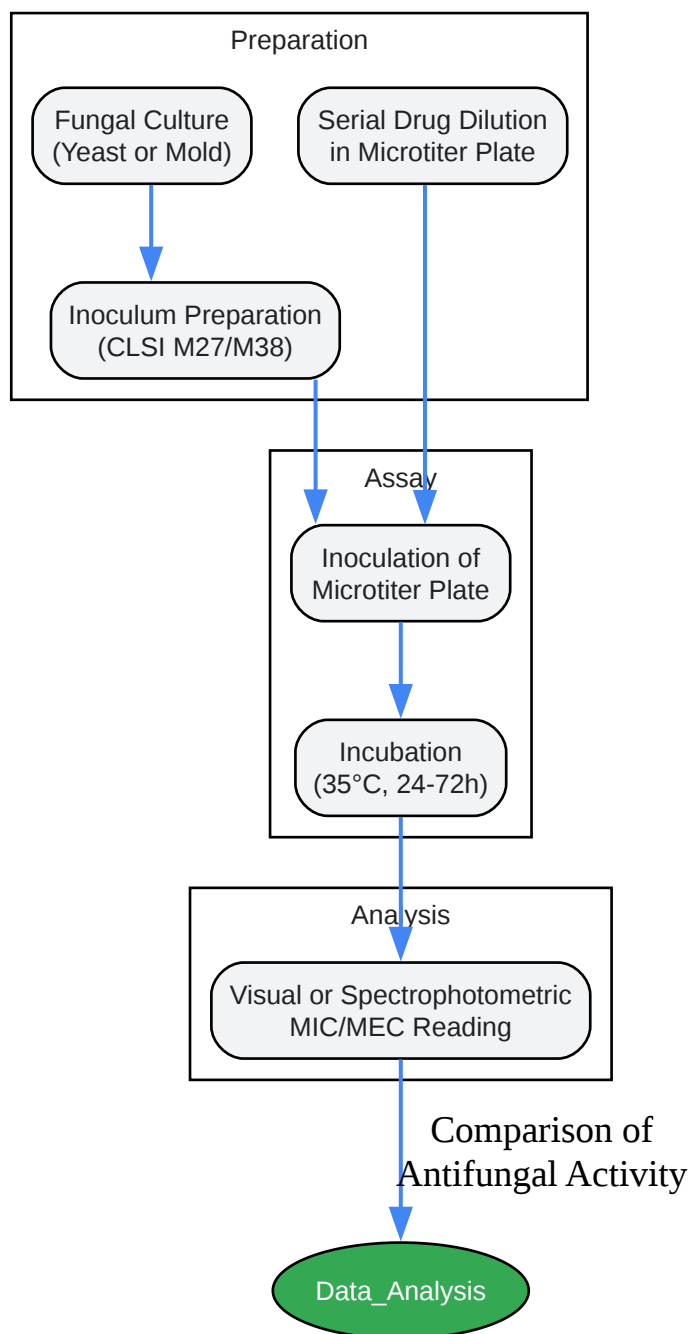 Preparation
Fungal Culture
(Yeast or Mold)
Serial Drug Dilution
in Microtiter Plate
Inoculum Preparation
(CLSI M27/M38)
Assay
Inoculation of
Microtiter Plate
Incubation
(35°C, 24-72h)
Analysis
Visual or Spectrophotometric
MIC/MEC Reading
Comparison of
Antifungal Activity
Data_Analysis